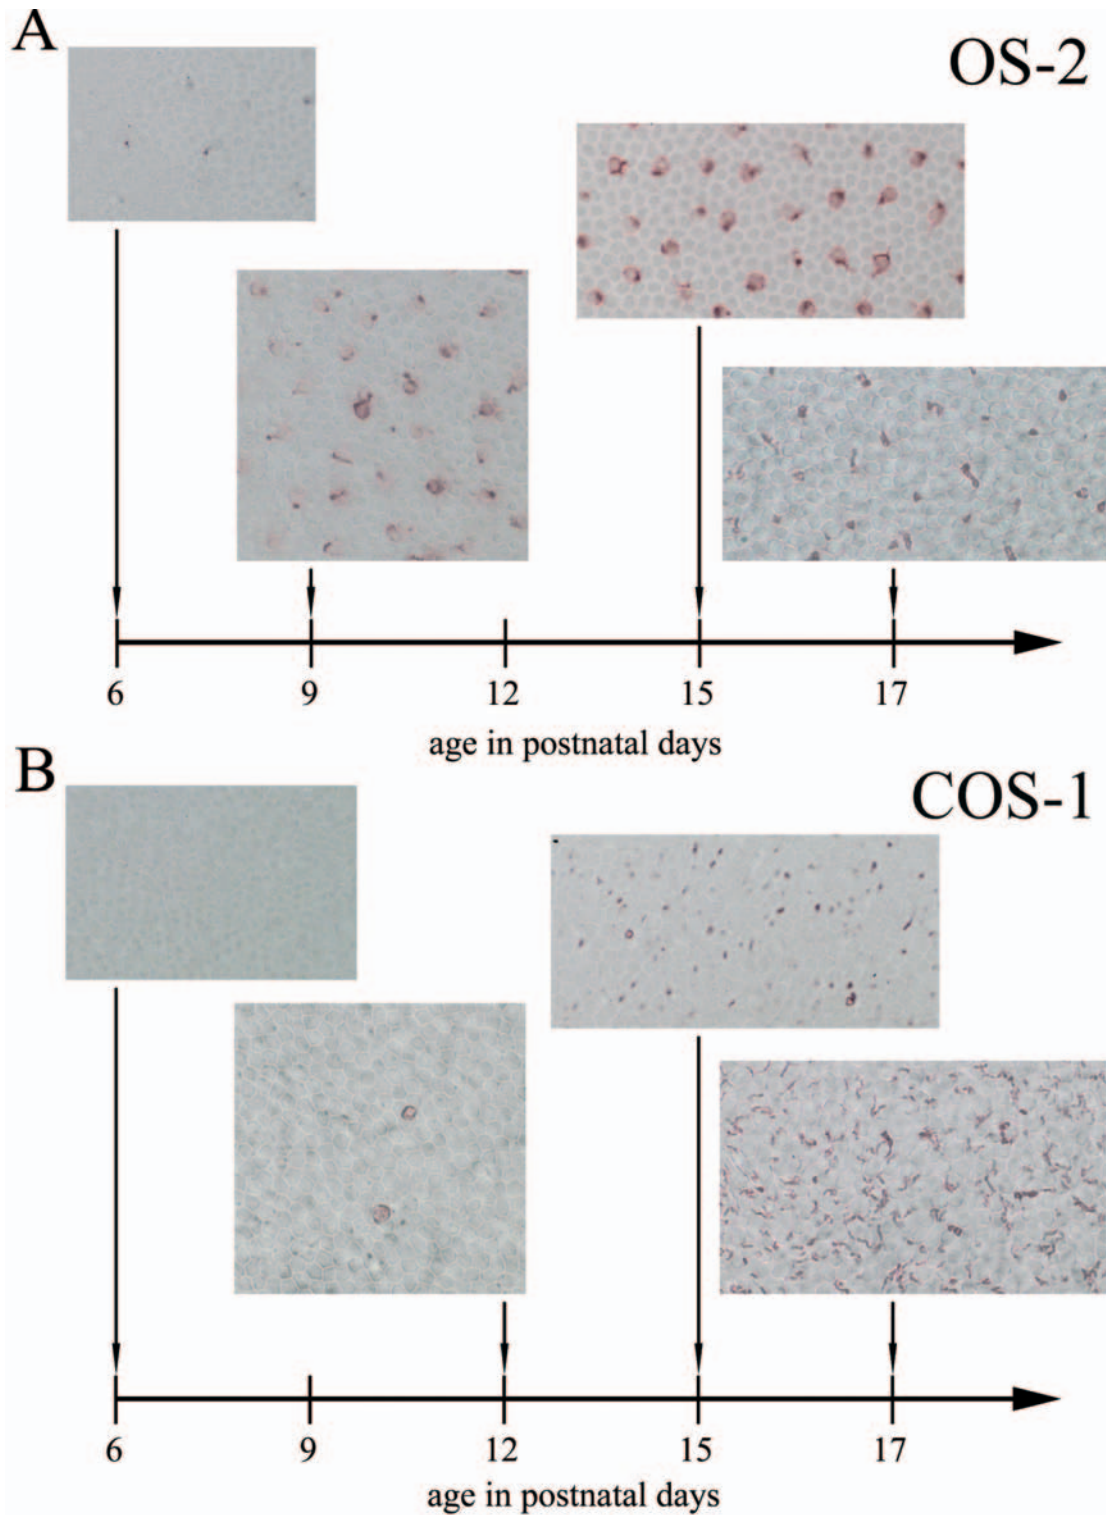 A
OS-2
6 9 12 15 17
age in postnatal days
B
COS-1
6 9 12 15 17
age in postnatal days